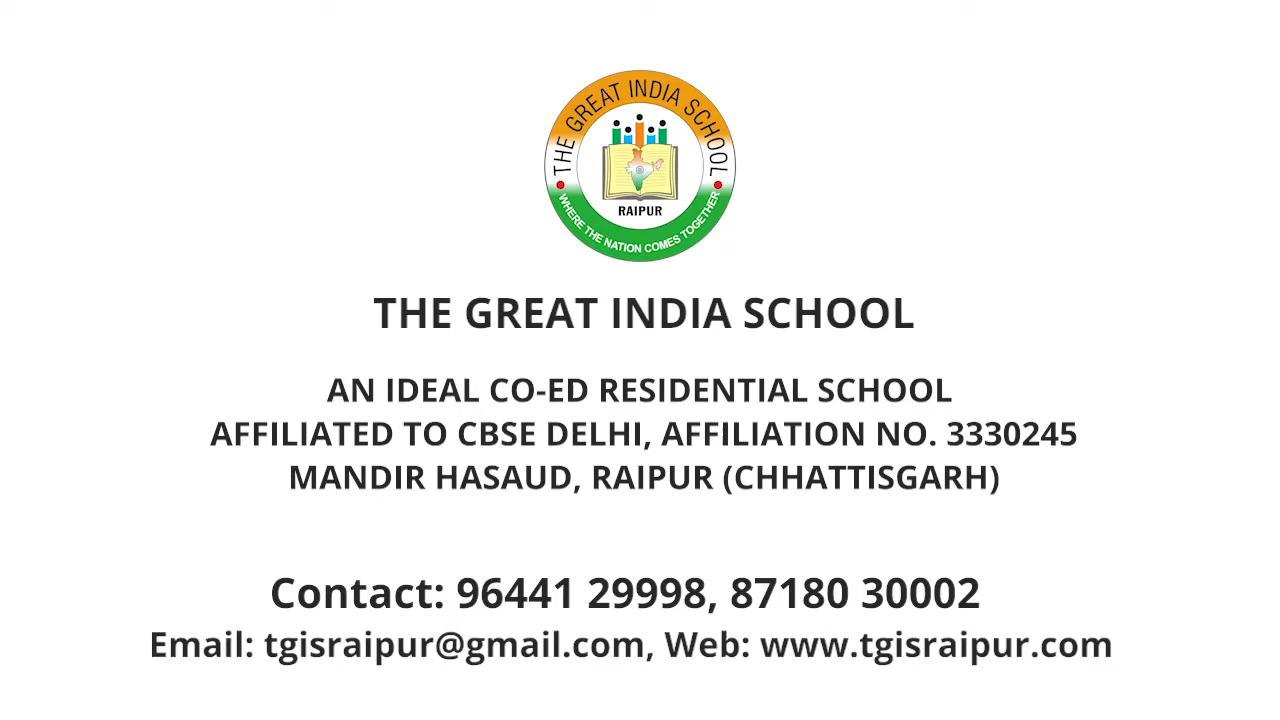 THE GREAT INDIA SCHOOL
RAIPUR
WHERE THE NATION COMES TOGETHER
THE GREAT INDIA SCHOOL
AN IDEAL CO-ED RESIDENTIAL SCHOOL
AFFILIATED TO CBSE DELHI, AFFILIATION NO. 3330245
MANDIR HASAUD, RAIPUR (CHHATTISGARH)
Contact: 96441 29998, 87180 30002
Email: tgisraipur@gmail.com, Web: www.tgisraipur.com